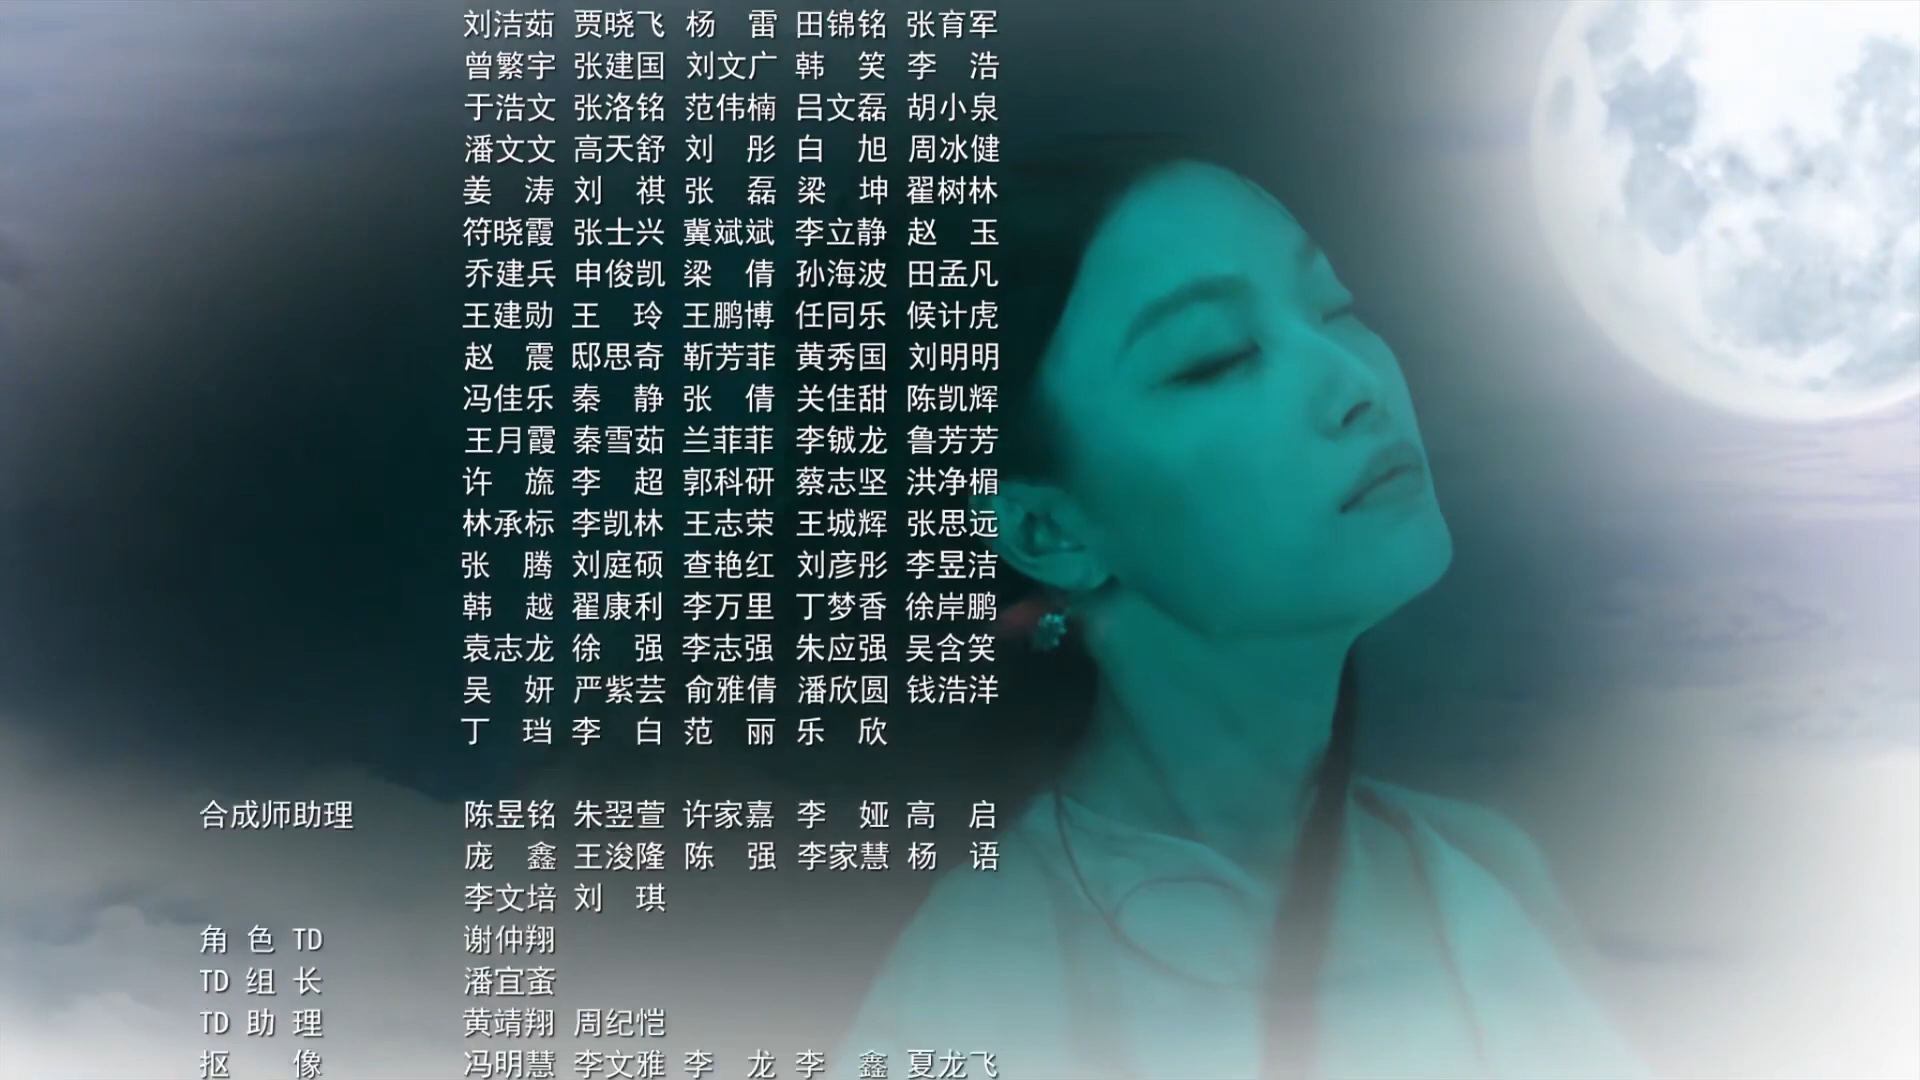 刘洁茹 贾晓飞 杨 雷 田锦铭 张育军
曾繁宇 张建国 刘文广 韩 笑 李 浩
于浩文 张洛铭 范伟楠 吕文磊 胡小泉
潘文文 高天舒 刘 彤 白 旭 周冰健
姜 涛 刘 祺 张 磊 梁 坤 翟树林
符晓霞 张士兴 冀斌斌 李立静 赵 玉
乔建兵 申俊凯 梁 倩 孙海波 田孟凡
王建勋 王 玲 王鹏博 任同乐 候计虎
赵 震 邸思奇 靳芳菲 黄秀国 刘明明
冯佳乐 秦 静 张 倩 关佳甜 陈凯辉
王月霞 秦雪茹 兰菲菲 李铖龙 鲁芳芳
许 旒 李 超 郭科研 蔡志坚 洪净楣
林承标 李凯林 王志荣 王城辉 张思远
张 腾 刘庭硕 查艳红 刘彦彤 李昱洁
韩 越 翟康利 李万里 丁梦香 徐岸鹏
袁志龙 徐 强 李志强 朱应强 吴含笑
吴 妍 严紫芸 俞雅倩 潘欣圆 钱浩洋
丁 珰 李 白 范 丽 乐 欣
合成师助理 陈昱铭 朱翌萱 许家嘉 李 娅 高 启
庞 鑫 王浚隆 陈 强 李家慧 杨 语
李文培 刘 琪
角 色 TD 谢仲翔
TD 组 长 潘宜斎
TD 助 理 黄靖翔 周纪恺
抠 像 冯明慧 李文雅 李 龙 李 鑫 夏龙飞